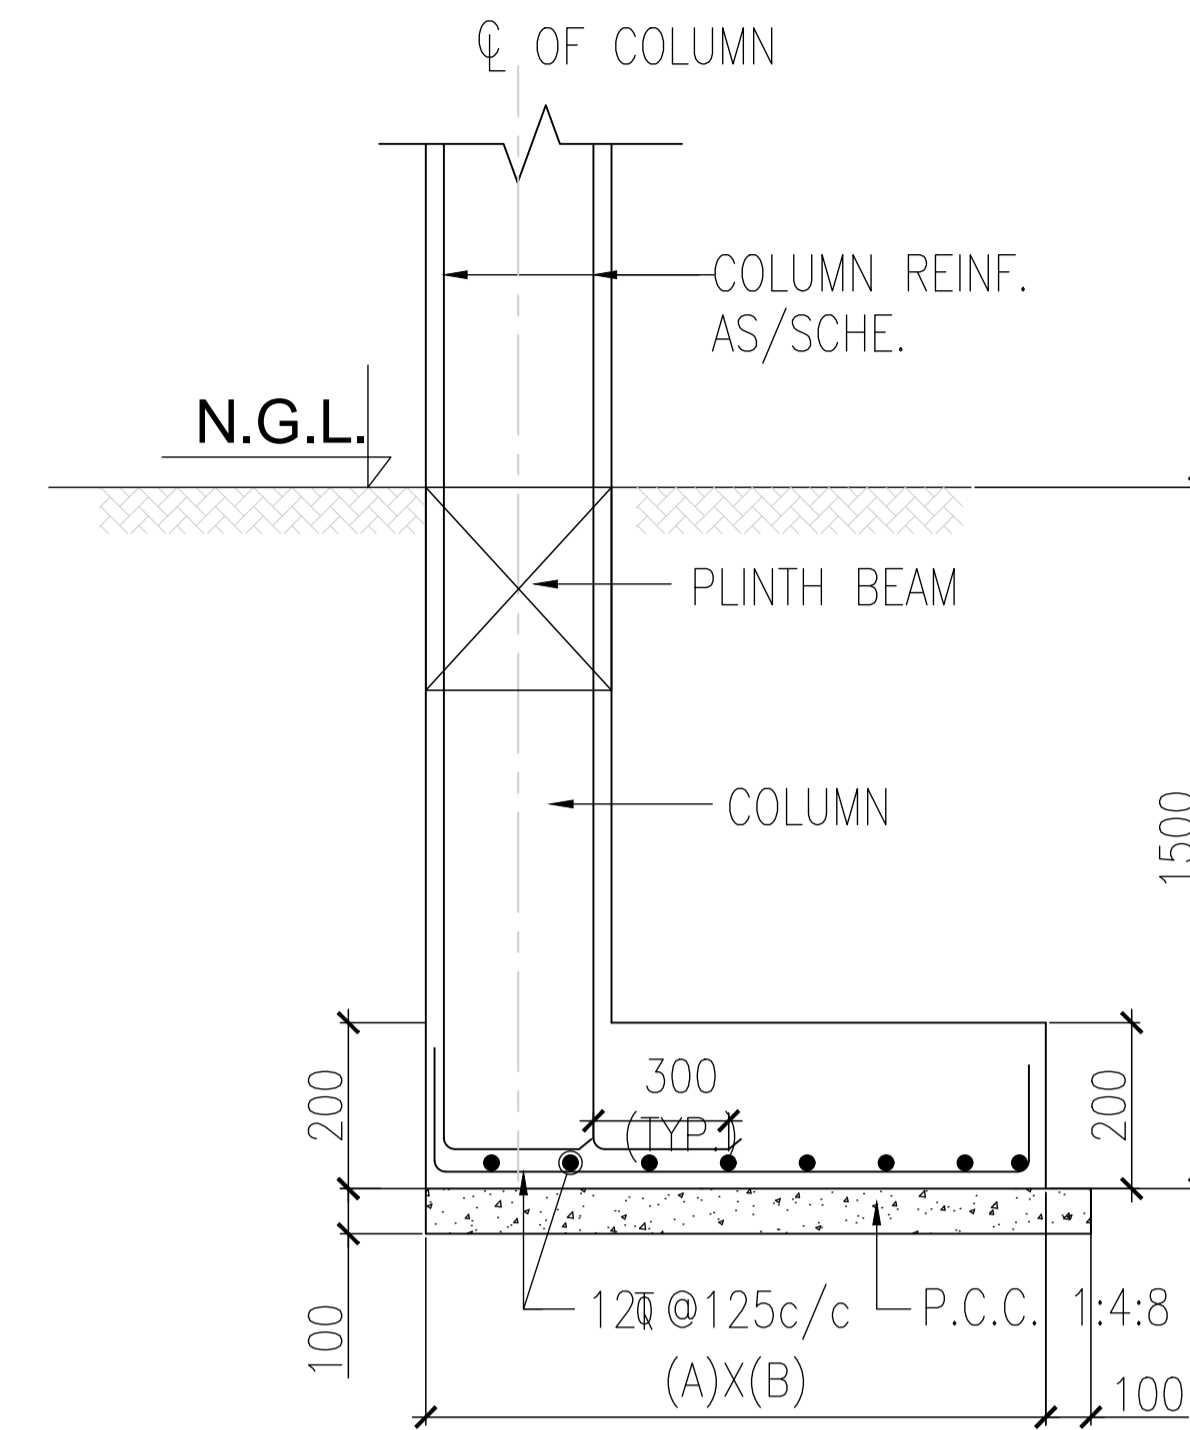 ℄ OF COLUMN
COLUMN REINF.
AS/SCHE.
N.G.L.
PLINTH BEAM
COLUMN
1500
200
300
(TYP.)
200
100
@125c/c
P.C.C. 1:4:8
(A)X(B)
100